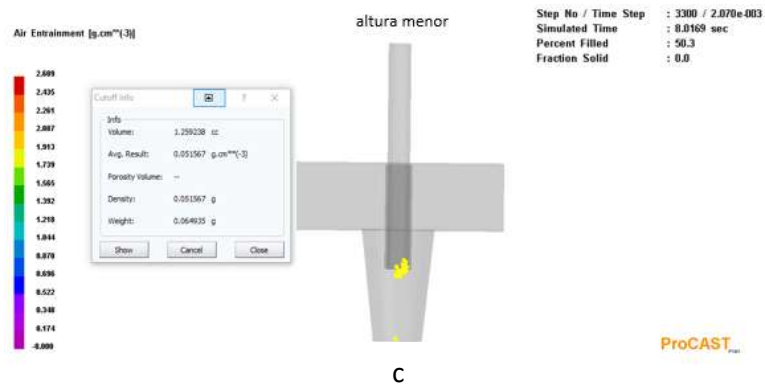 altura menor
Step No / Time Step : 3300 / 2.070e-003
Simulated Time : 8.0169 sec
Percent Filled : 50.3
Fraction Solid : 0.0
Air Entrainment [g.cm**(-3)]
2.609
2.435
2.261
2.087
1.913
1.739
1.565
1.392
1.218
1.044
0.870
0.696
0.522
0.348
0.174
-0.000
Cutoff Info ? X
Info
Volume: 1.259238 cc
Avg. Result: 0.051567 g.cm**(-3)
Porosity Volume: --
Density: 0.051567 g
Weight: 0.064935 g
Show Cancel Close
ProCAST
C